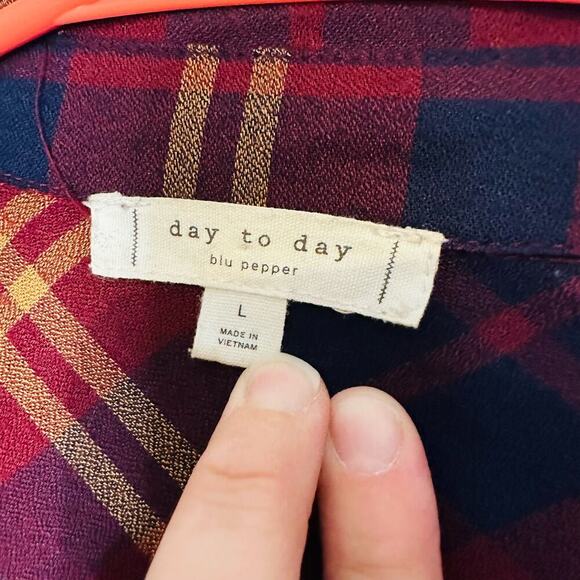 day to day
blu pepper
L
MADE IN
VIETNAM